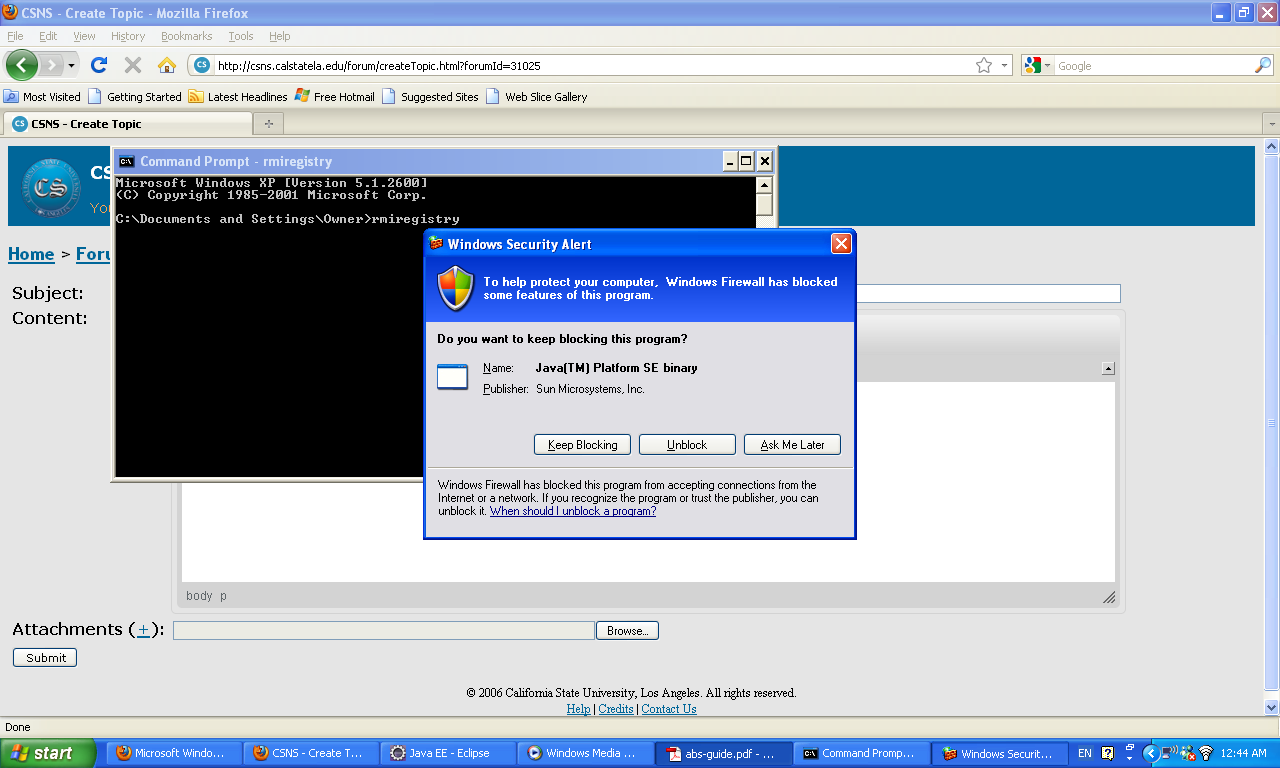 CSNS - Create Topic - Mozilla Firefox
File Edit View History Bookmarks Tools Help
http://csns.calstatela.edu/forum/createTopic.html?forumId=31025
Google
Most Visited Getting Started Latest Headlines Free Hotmail Suggested Sites Web Slice Gallery
CSNS - Create Topic
CS
Command Prompt - rmiregistry
Microsoft Windows XP [Version 5.1.2600]
(C) Copyright 1985-2001 Microsoft Corp.
C:\Documents and Settings\Owner>rmiregistry
Home > Foru
Subject:
Content:
Windows Security Alert
To help protect your computer, Windows Firewall has blocked
some features of this program.
Do you want to keep blocking this program?
Name: Java(TM) Platform SE binary
Publisher: Sun Microsystems, Inc.
Keep Blocking Unblock Ask Me Later
Windows Firewall has blocked this program from accepting connections from the
Internet or a network. If you recognize the program or trust the publisher, you can
unblock it. When should I unblock a program?
body p
Attachments (+): Browse...
Submit
© 2006 California State University, Los Angeles. All rights reserved.
Help | Credits | Contact Us
Done
start Microsoft Windo... CSNS - Create T... Java EE - Eclipse Windows Media ... abs-guide.pdf - ... Command Promp... Windows Securit... EN 12:44 AM